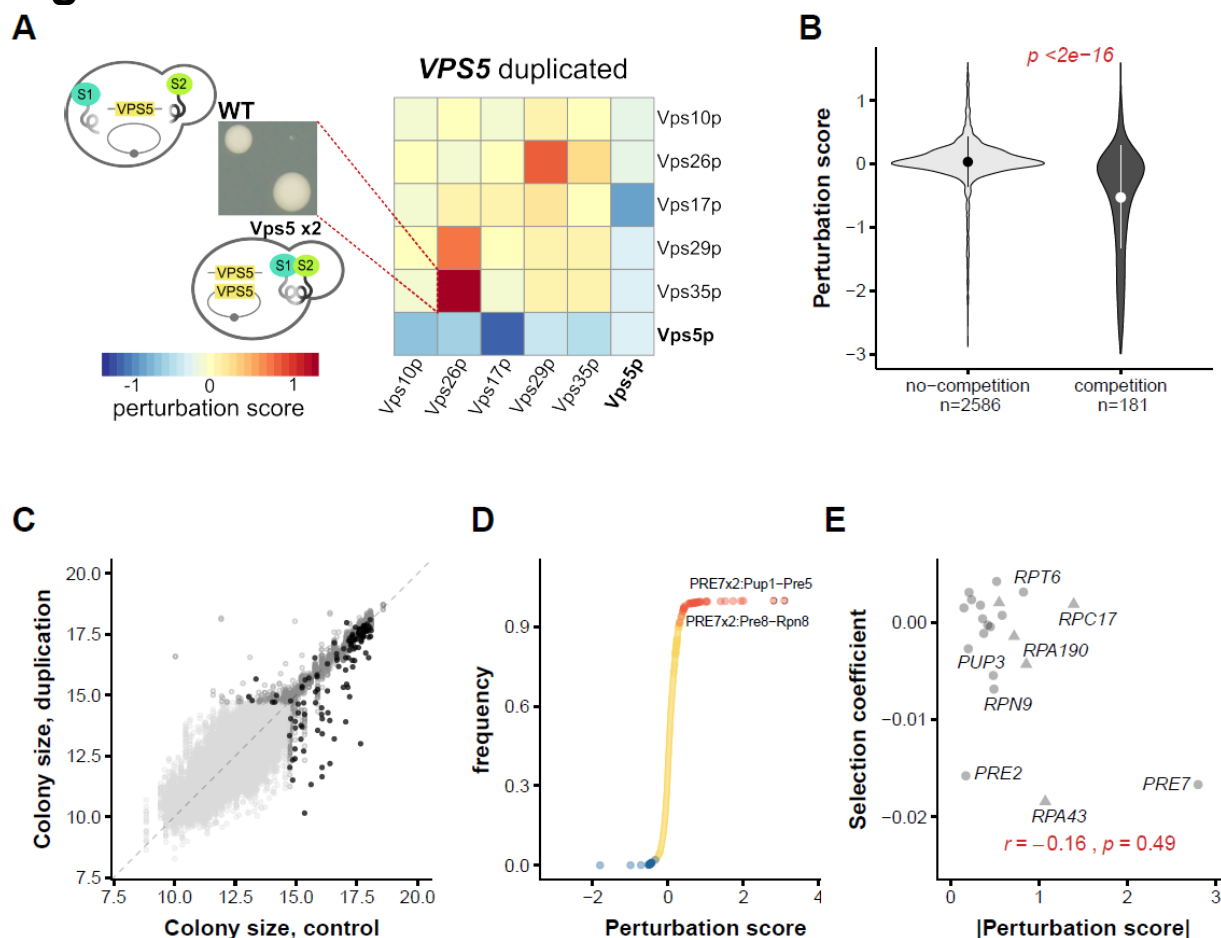 A
VPS5 duplicated
S1
S2
VPS5
WT
Vps5 x2
S1
S2
VPS5
VPS5
Vps10p
Vps26p
Vps17p
Vps29p
Vps35p
Vps5p
Vps10p
Vps26p
Vps17p
Vps29p
Vps35p
Vps5p
−1
0
1
perturbation score
B
p <2e−16
Perturbation score
1
0
−1
−2
−3
no−competition
n=2586
competition
n=181
C
Colony size, duplication
20.0
17.5
15.0
12.5
10.0
7.5
7.5 10.0 12.5 15.0 17.5 20.0
Colony size, control
D
frequency
0.9
0.6
0.3
0.0
PRE7x2:Pup1−Pre5
PRE7x2:Pre8−Rpn8
−2 0 2 4
Perturbation score
E
Selection coefficient
0.00
−0.01
−0.02
RPT6
RPC17
RPA190
PUP3
RPN9
PRE2
PRE7
RPA43
r = −0.16 , p = 0.49
0 1 2 3
|Perturbation score|